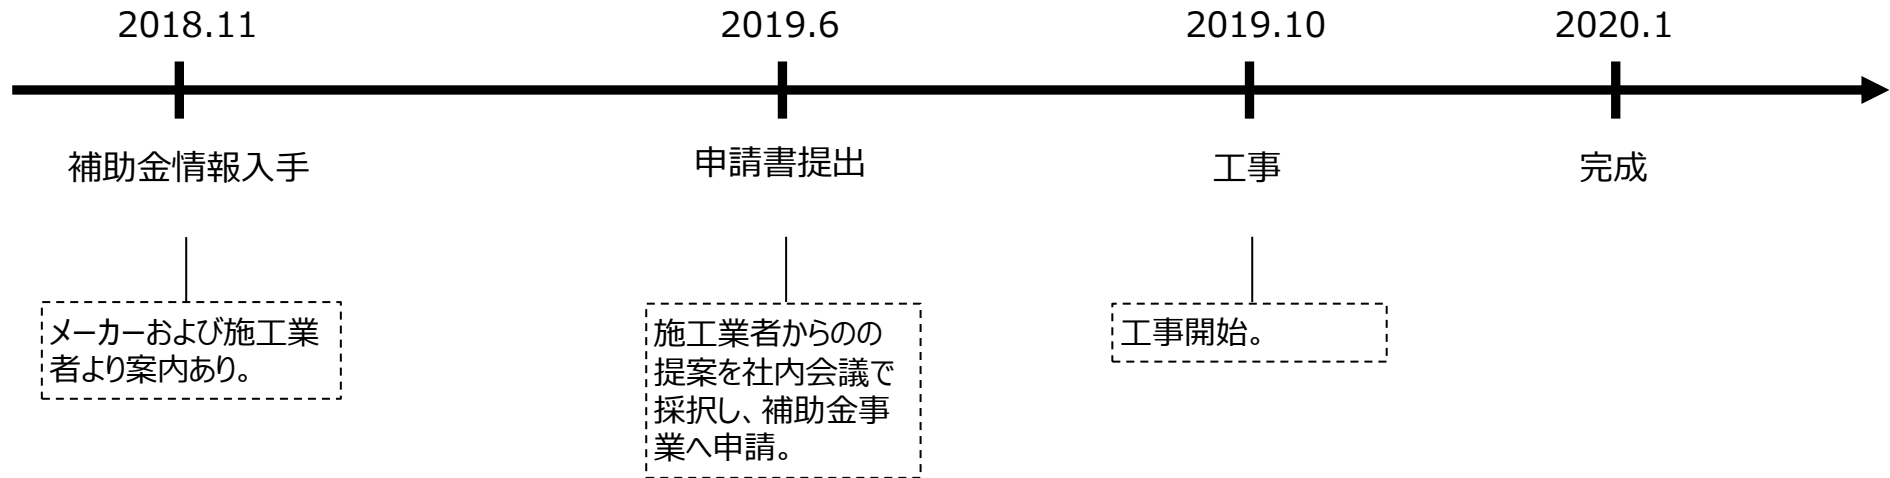 2018.11
2019.6
2019.10
2020.1
補助金情報入手
申請書提出
工事
完成
メーカーおよび施工業
者より案内あり。
施工業者からのの
提案を社内会議で
採択し、補助金事
業へ申請。
工事開始。